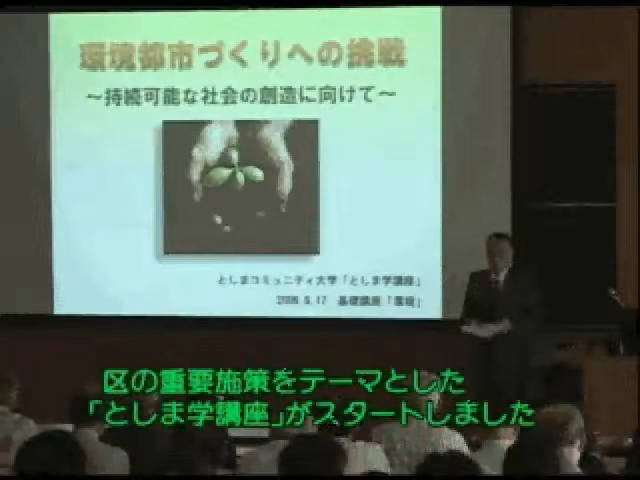 環境都市づくりへの挑戦
～持続可能な社会の創造に向けて～
としまコミュニティ大学「としま学講座」
基礎講座「環境」
区の重要施策をテーマとした
「としま学講座」がスタートしました